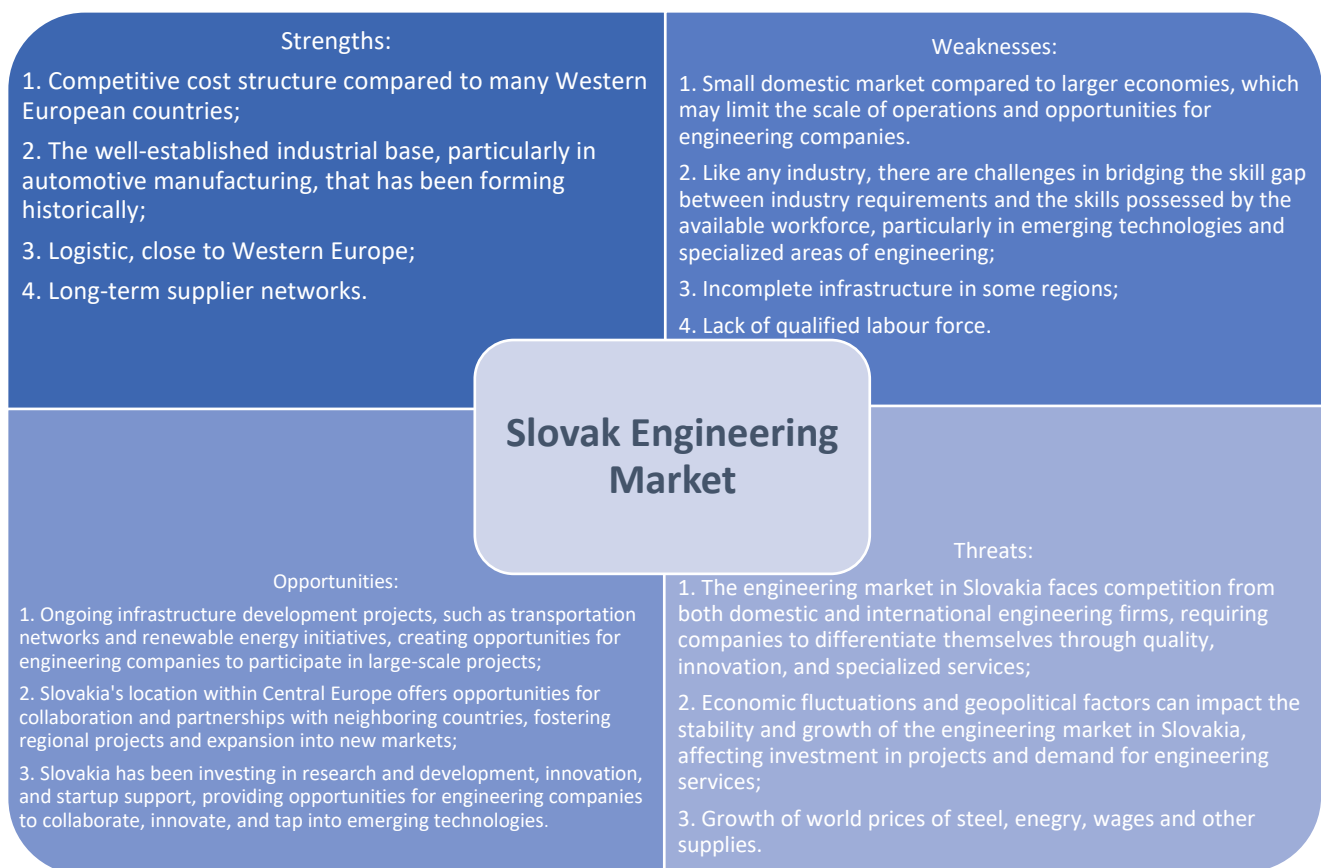 Strengths:
1. Competitive cost structure compared to many Western
European countries;
2. The well-established industrial base, particularly in
automotive manufacturing, that has been forming
historically;
3. Logistic, close to Western Europe;
4. Long-term supplier networks.
Weaknesses:
1. Small domestic market compared to larger economies, which
may limit the scale of operations and opportunities for
engineering companies.
2. Like any industry, there are challenges in bridging the skill gap
between industry requirements and the skills possessed by the
available workforce, particularly in emerging technologies and
specialized areas of engineering;
3. Incomplete infrastructure in some regions;
4. Lack of qualified labour force.
Slovak Engineering
Market
Opportunities:
1. Ongoing infrastructure development projects, such as transportation
networks and renewable energy initiatives, creating opportunities for
engineering companies to participate in large-scale projects;
2. Slovakia's location within Central Europe offers opportunities for
collaboration and partnerships with neighboring countries, fostering
regional projects and expansion into new markets;
3. Slovakia has been investing in research and development, innovation,
and startup support, providing opportunities for engineering companies
to collaborate, innovate, and tap into emerging technologies.
Threats:
1. The engineering market in Slovakia faces competition from
both domestic and international engineering firms, requiring
companies to differentiate themselves through quality,
innovation, and specialized services;
2. Economic fluctuations and geopolitical factors can impact the
stability and growth of the engineering market in Slovakia,
affecting investment in projects and demand for engineering
services;
3. Growth of world prices of steel, enegry, wages and other
supplies.